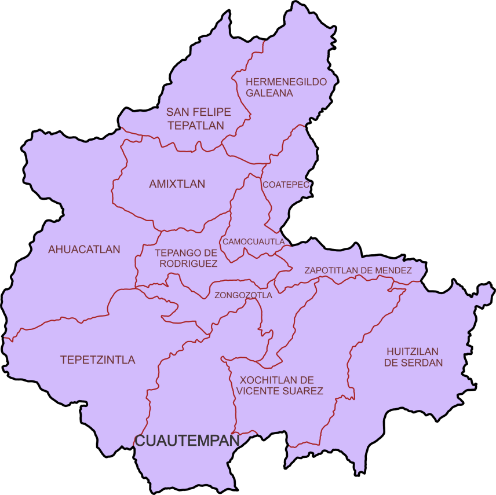 HERMENEGILDO
GALEANA
SAN FELIPE
TEPATLAN
AMIXTLAN
COATEPEC
AHUACATLAN
CAMOCUAUTLA
TEPANGO DE
RODRIGUEZ
ZAPOTITLAN DE MENDEZ
ZONGOZOTLA
TEPETZINTLA
HUITZILAN
DE SERDAN
XOCHITLAN DE
VICENTE SUAREZ
CUAUTEMPAN